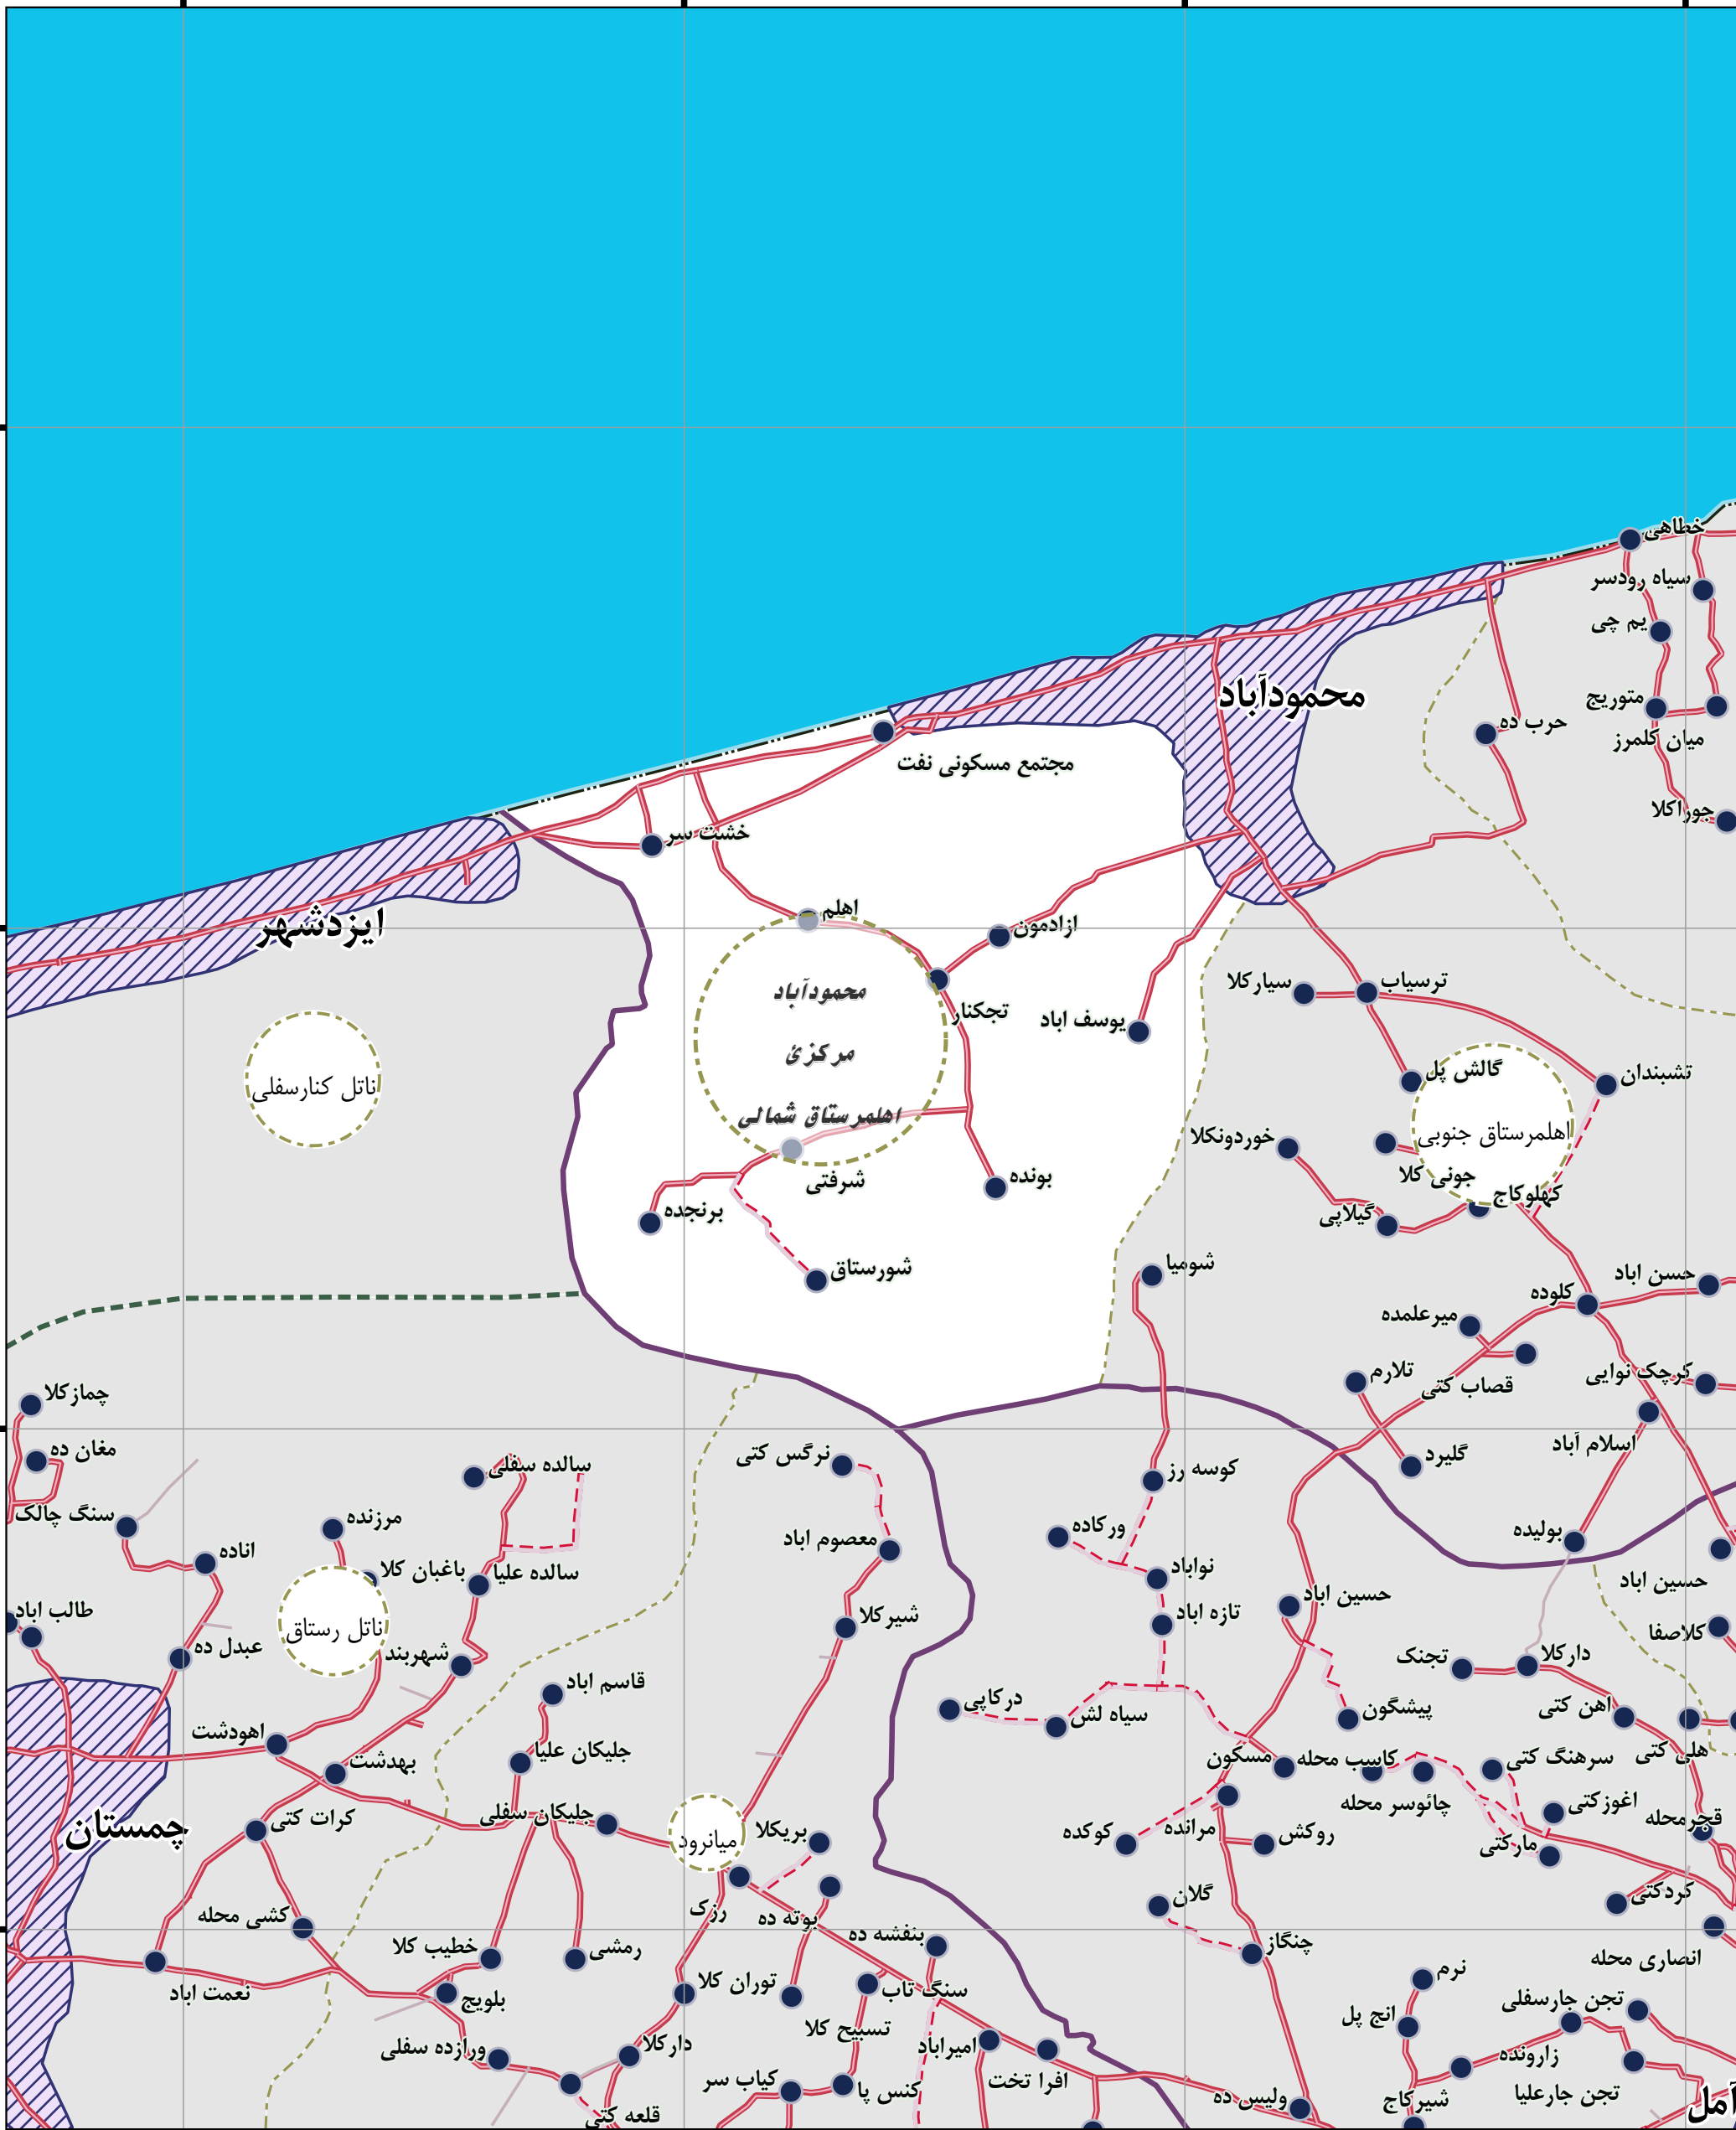 خطاهی
سیاه رودسر
یم چی
محمودآباد
متوریج
حرب ده
میان کلمرز
مجتمع مسکونی نفت
جوراکلا
خشت سر
اهلم
ازادمون
ایزدشهر
سیارکلا
ترسیاب
محمودآباد
تجکنار
یوسف اباد
مرکزئ
ناتل کنارسفلی
گالش پل
تشبندان
اهلمرستاق شمالی
خوردونکلا
اهلمرستاق جنوبی
شرفتی
بونده
جونی کلا
کهلوکاج
برنجده
گیلاپی
شورستاق
شومیا
حسن اباد
کلوده
میرعلمده
تلارم
قصاب کتی
کرچک نوایی
چمازکلا
مغان ده
سالده سفلی
نرگس کتی
کوسه رز
گلیرد
اسلام آباد
سنگ چالک
مرزنده
اناده
معصوم اباد
ورکاده
بولیده
باغبان کلا
سالده علیا
نواباد
حسین اباد
حسین اباد
طالب اباد
ناتل رستاق
شیرکلا
تازه اباد
کلاصفا
عبدل ده
شهربند
تجنک
دارکلا
قاسم اباد
درکاپی
سیاه لش
پیشگون
اهن کتی
اهودشت
بهدشت
جلیکان علیا
مسکون
کاسب محله
سرهنگ کتی
هلی کتی
چائوسر محله
اغوزکتی
چمستان
کرات کتی
جلیکان سفلی
میانرود
بریکلا
کوکده
مرانده
روکش
مارکتی
قجرمحله
کشی محله
رزک
بوته ده
گلان
کردکتی
خطیب کلا
رمشی
بنفشه ده
چنگاز
انصاری محله
نعمت اباد
بلویج
توران کلا
سنگ تاب
نرم
تجن جارسفلی
انج پل
تسبیح کلا
ورازده سفلی
دارکلا
امیراباد
زارونده
کیاب سر
کنس پا
افرا تخت
ولیس ده
شیرکاج
تجن جارعلیا
قلعه کتی
آمل